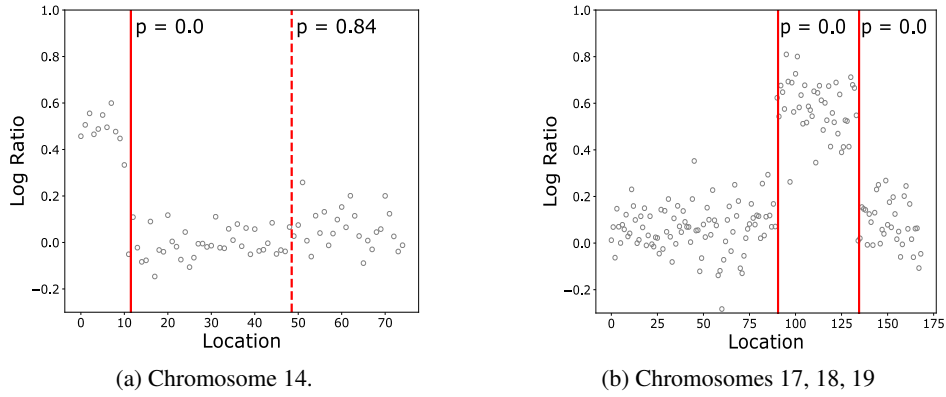 1.0
0.8
0.6
0.4
0.2
0.0
−0.2
Log Ratio
p = 0.0
p = 0.84
0 10 20 30 40 50 60 70
Location
(a) Chromosome 14.
1.0
0.8
0.6
0.4
0.2
0.0
−0.2
Log Ratio
p = 0.0
p = 0.0
0 25 50 75 100 125 150 175
Location
(b) Chromosomes 17, 18, 19